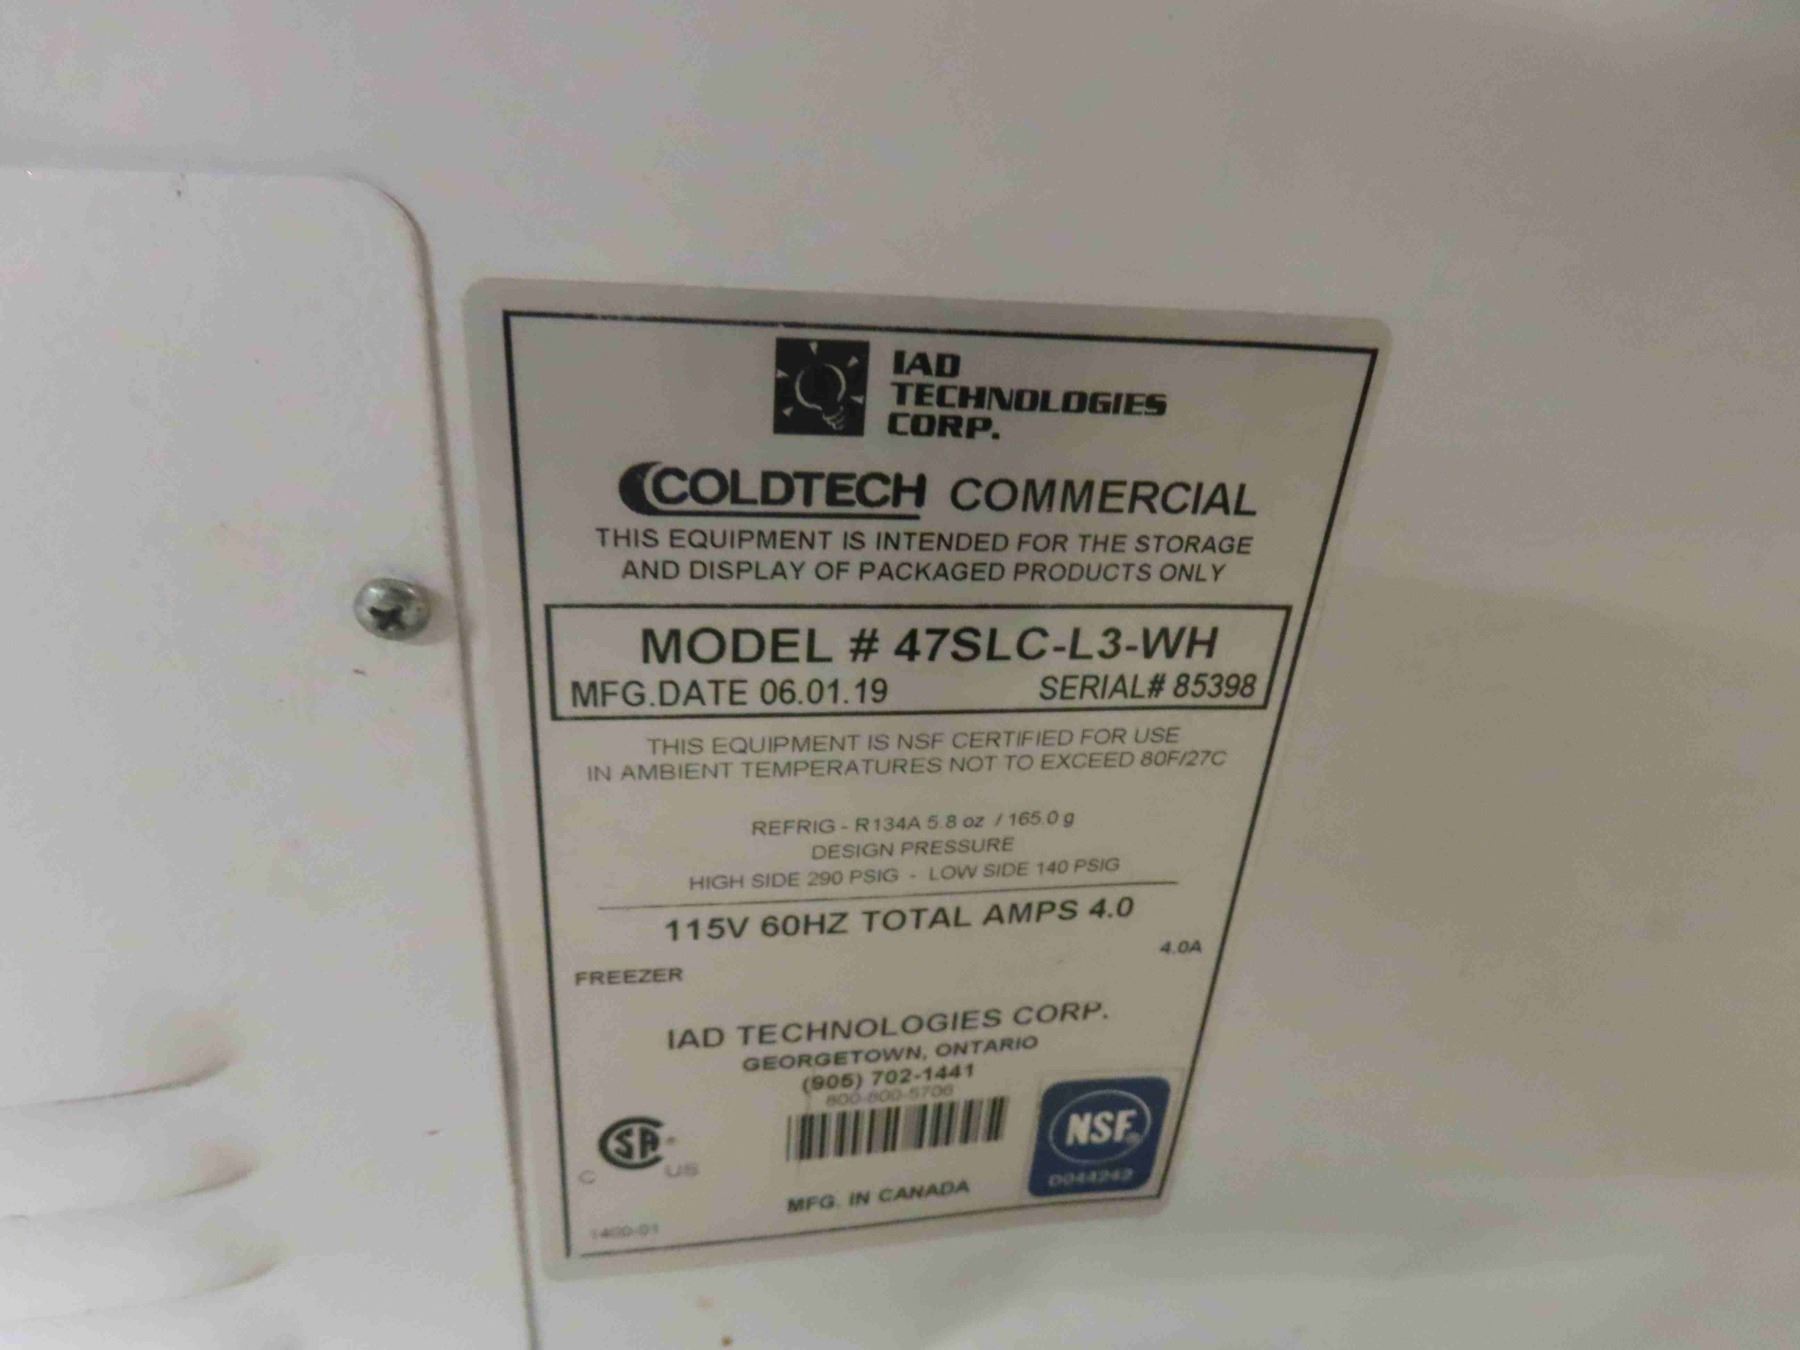 IAD
TECHNOLOGIES
CORP.
COLDTECH COMMERCIAL
THIS EQUIPMENT IS INTENDED FOR THE STORAGE
AND DISPLAY OF PACKAGED PRODUCTS ONLY
MODEL # 47SLC-L3-WH
MFG.DATE 06.01.19 SERIAL# 85398
THIS EQUIPMENT IS NSF CERTIFIED FOR USE
IN AMBIENT TEMPERATURES NOT TO EXCEED 80F/27C
REFRIG - R134A 5.8 oz / 165.0 g
DESIGN PRESSURE
HIGH SIDE 290 PSIG - LOW SIDE 140 PSIG
115V 60HZ TOTAL AMPS 4.0
4.0A
FREEZER
IAD TECHNOLOGIES CORP.
GEORGETOWN, ONTARIO
(905) 702-1441
800-800-5706
C SA® US
NSF®
D044242
MFG. IN CANADA
1400-01